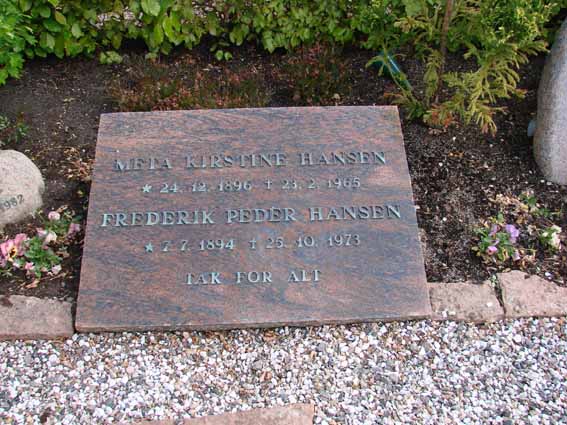 META KIRSTINE HANSEN
* 24. 12. 1896 † 23. 2. 1965
FREDERIK PEDER HANSEN
* 7. 7. 1894 † 25. 10. 1973
TAK FOR ALT